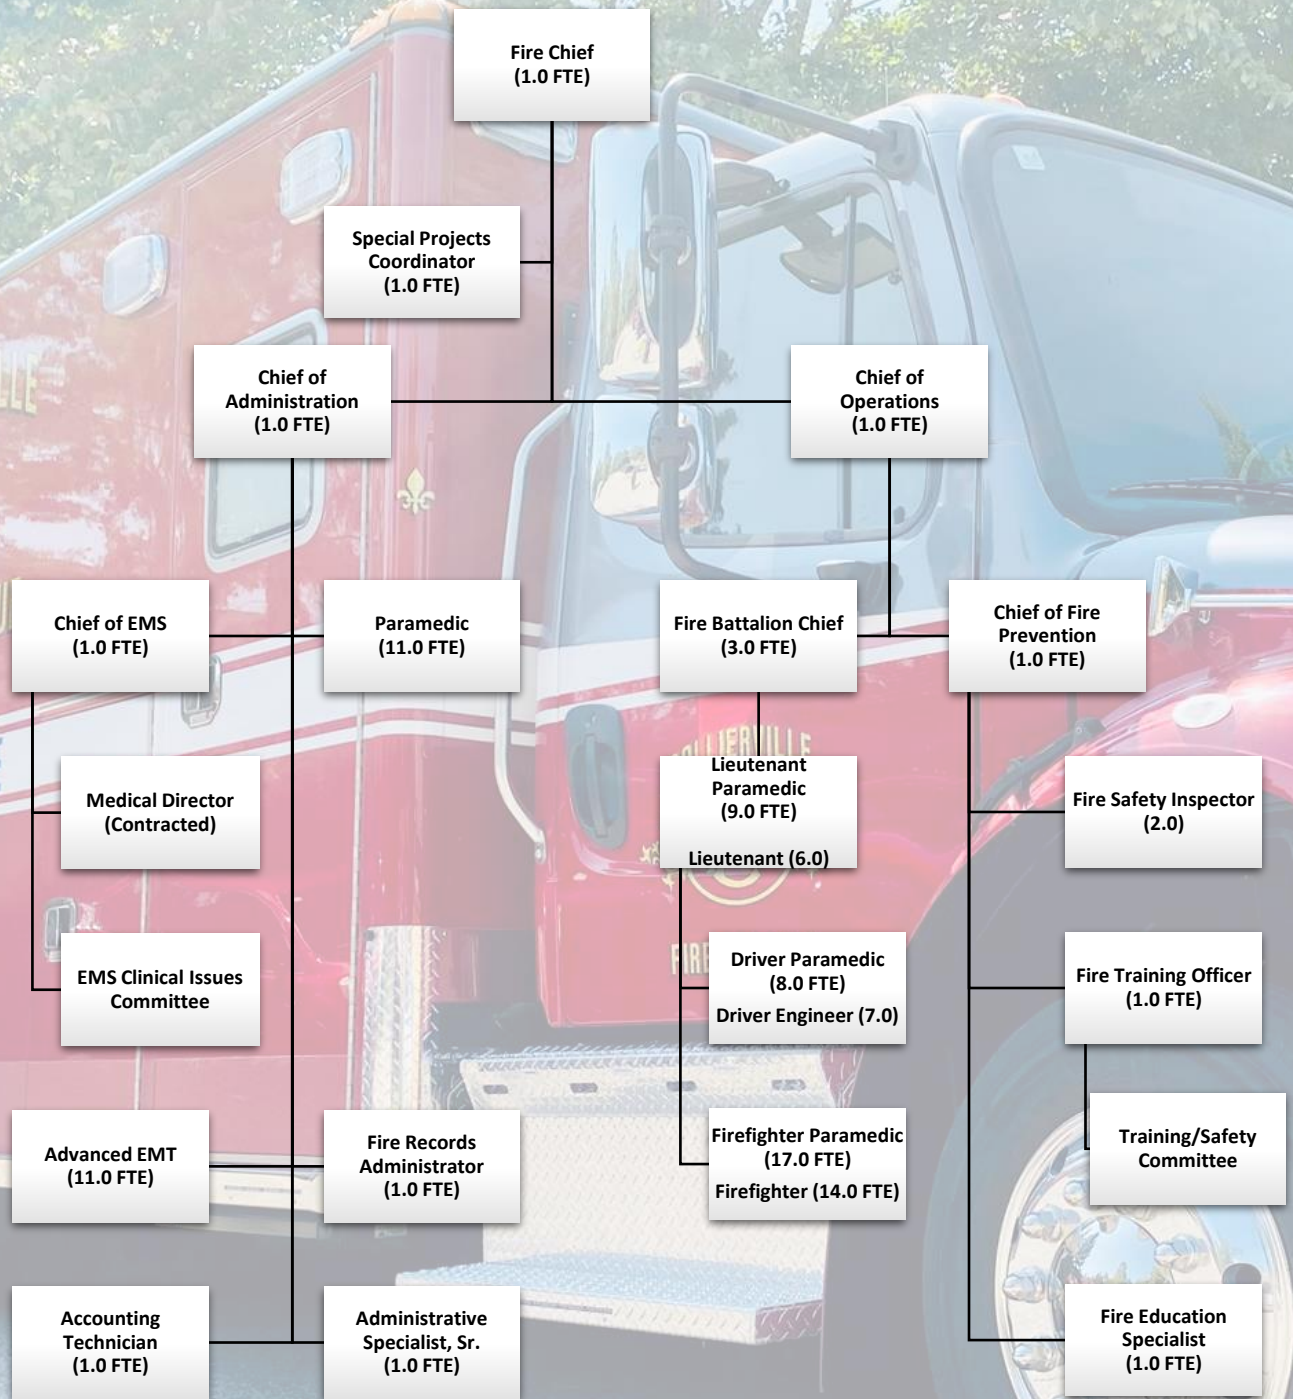 Fire Chief
(1.0 FTE)
Special Projects
Coordinator
(1.0 FTE)
Chief of
Administration
(1.0 FTE)
Chief of
Operations
(1.0 FTE)
Chief of EMS
(1.0 FTE)
Paramedic
(11.0 FTE)
Fire Battalion Chief
(3.0 FTE)
Chief of Fire
Prevention
(1.0 FTE)
Medical Director
(Contracted)
Lieutenant
Paramedic
(9.0 FTE)
Lieutenant (6.0)
Fire Safety Inspector
(2.0)
EMS Clinical Issues
Committee
Driver Paramedic
(8.0 FTE)
Driver Engineer (7.0)
Fire Training Officer
(1.0 FTE)
Advanced EMT
(11.0 FTE)
Fire Records
Administrator
(1.0 FTE)
Firefighter Paramedic
(17.0 FTE)
Firefighter (14.0 FTE)
Training/Safety
Committee
Accounting
Technician
(1.0 FTE)
Administrative
Specialist, Sr.
(1.0 FTE)
Fire Education
Specialist
(1.0 FTE)
FIRE